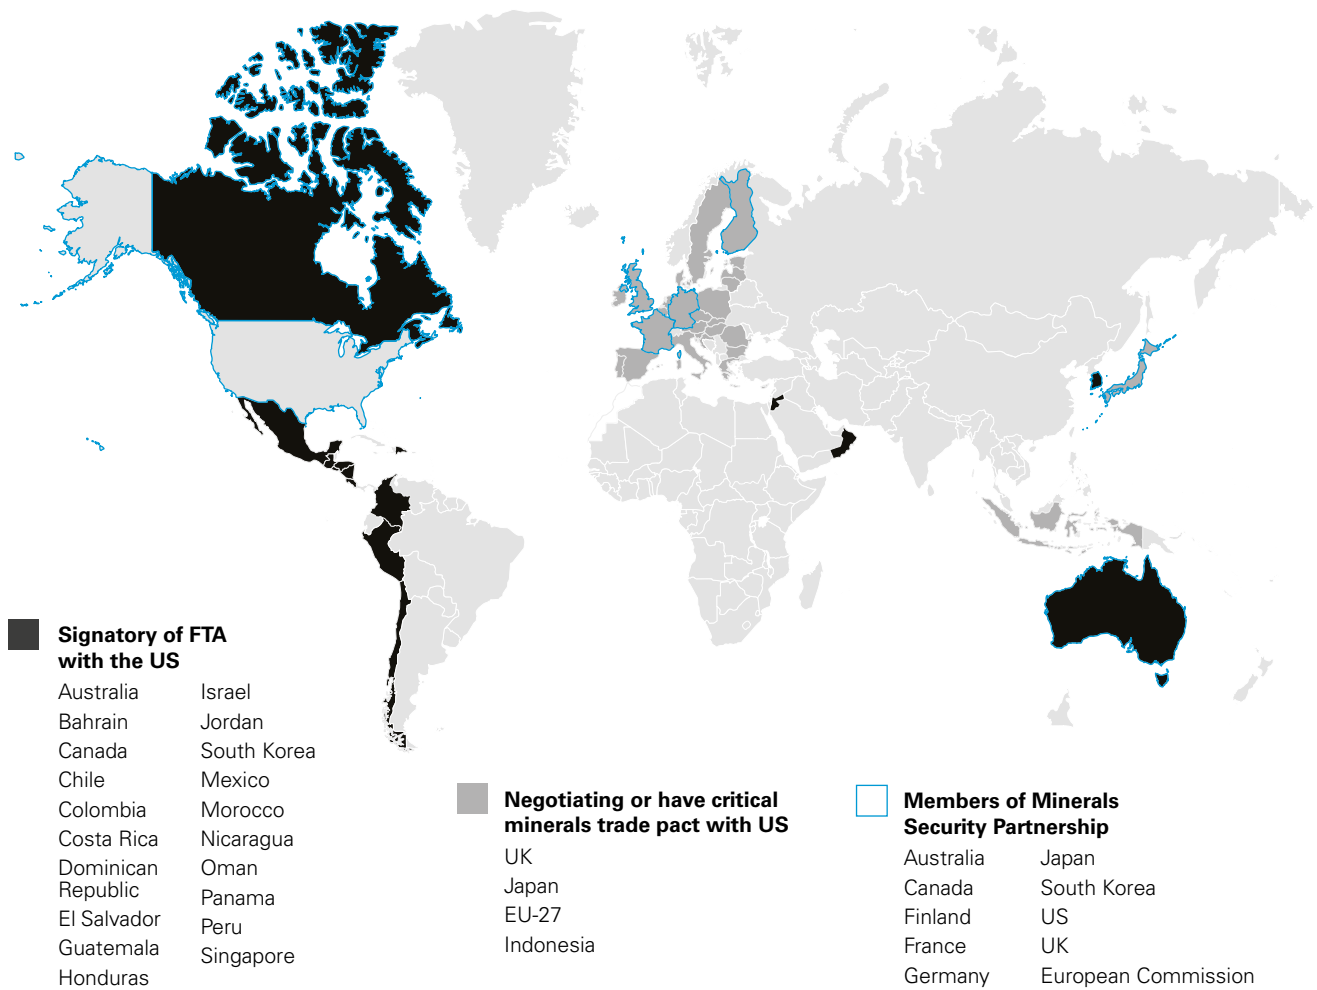 Signatory of FTA
with the US
Australia
Bahrain
Canada
Chile
Colombia
Costa Rica
Dominican
Republic
El Salvador
Guatemala
Honduras
Israel
Jordan
South Korea
Mexico
Morocco
Nicaragua
Oman
Panama
Peru
Singapore
Negotiating or have critical
minerals trade pact with US
UK
Japan
EU-27
Indonesia
Members of Minerals
Security Partnership
Australia
Canada
Finland
France
Germany
Japan
South Korea
US
UK
European Commission